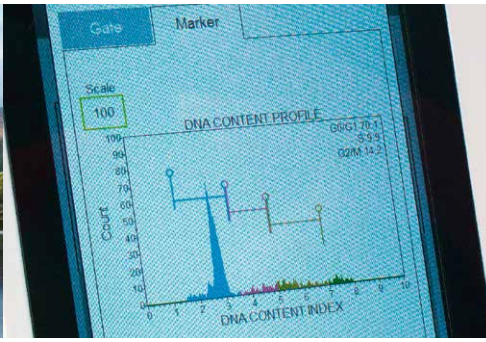 Gate
Marker
Scale
100
DNA CONTENT PROFILE
G0/G1 70.1
S 5.9
G2/M 14.2
Count
100
90
80
70
60
50
40
30
20
10
0
0 1 2 3 4 5 6 7 8 9 10
DNA CONTENT INDEX